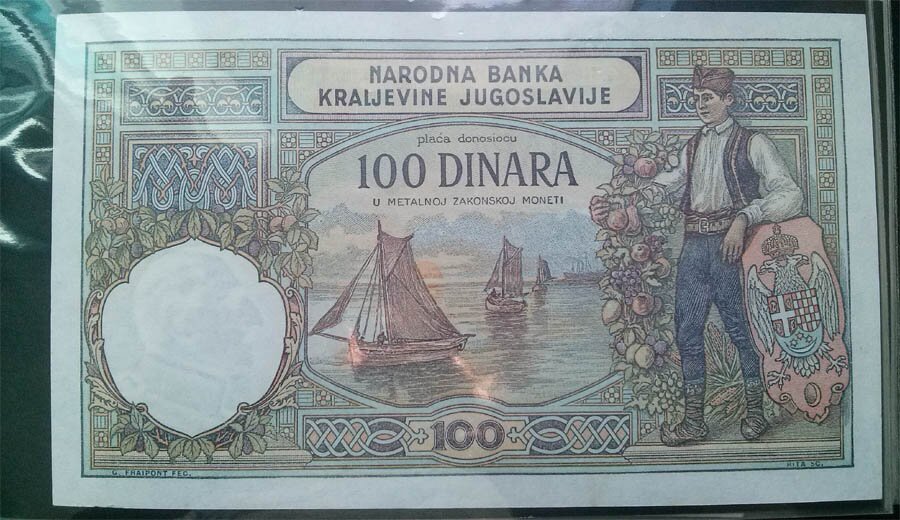 NARODNA BANKA
KRALJEVINE JUGOSLAVIJE
plaća donosiocu
100 DINARA
U METALNOJ ZAKONSKOJ MONETI
100
G. FRAIPONT FEC.
RITA SC.